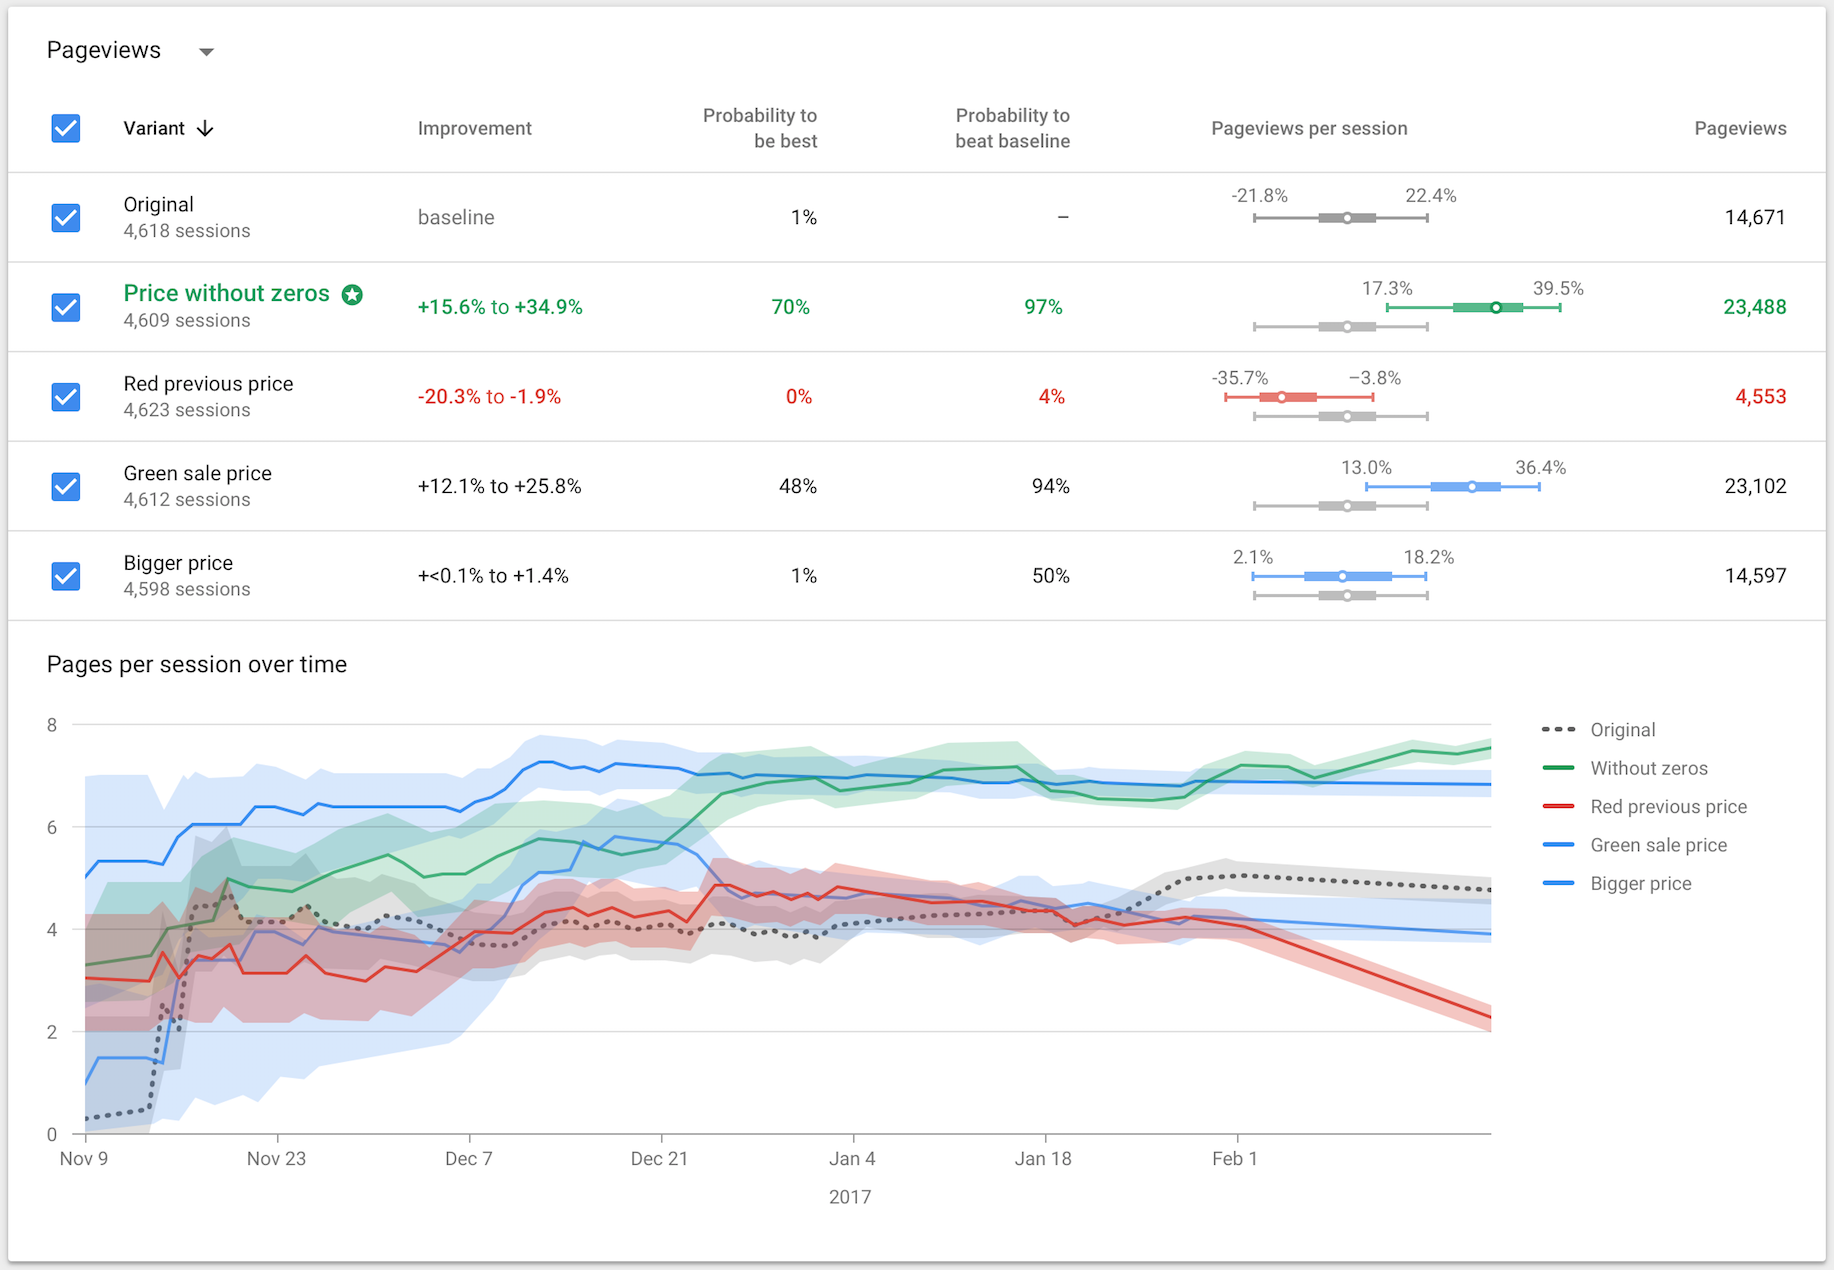 Pageviews
Variant
Improvement
Probability to
be best
Probability to
beat baseline
Pageviews per session
Pageviews
Original
4,618 sessions
baseline
1%
–
-21.8%
22.4%
14,671
Price without zeros
4,609 sessions
+15.6% to +34.9%
70%
97%
17.3%
39.5%
23,488
Red previous price
4,623 sessions
-20.3% to -1.9%
0%
4%
-35.7%
–3.8%
4,553
Green sale price
4,612 sessions
+12.1% to +25.8%
48%
94%
13.0%
36.4%
23,102
Bigger price
4,598 sessions
+<0.1% to +1.4%
1%
50%
2.1%
18.2%
14,597
Pages per session over time
8
6
4
2
0
Nov 9
Nov 23
Dec 7
Dec 21
Jan 4
Jan 18
Feb 1
2017
Original
Without zeros
Red previous price
Green sale price
Bigger price